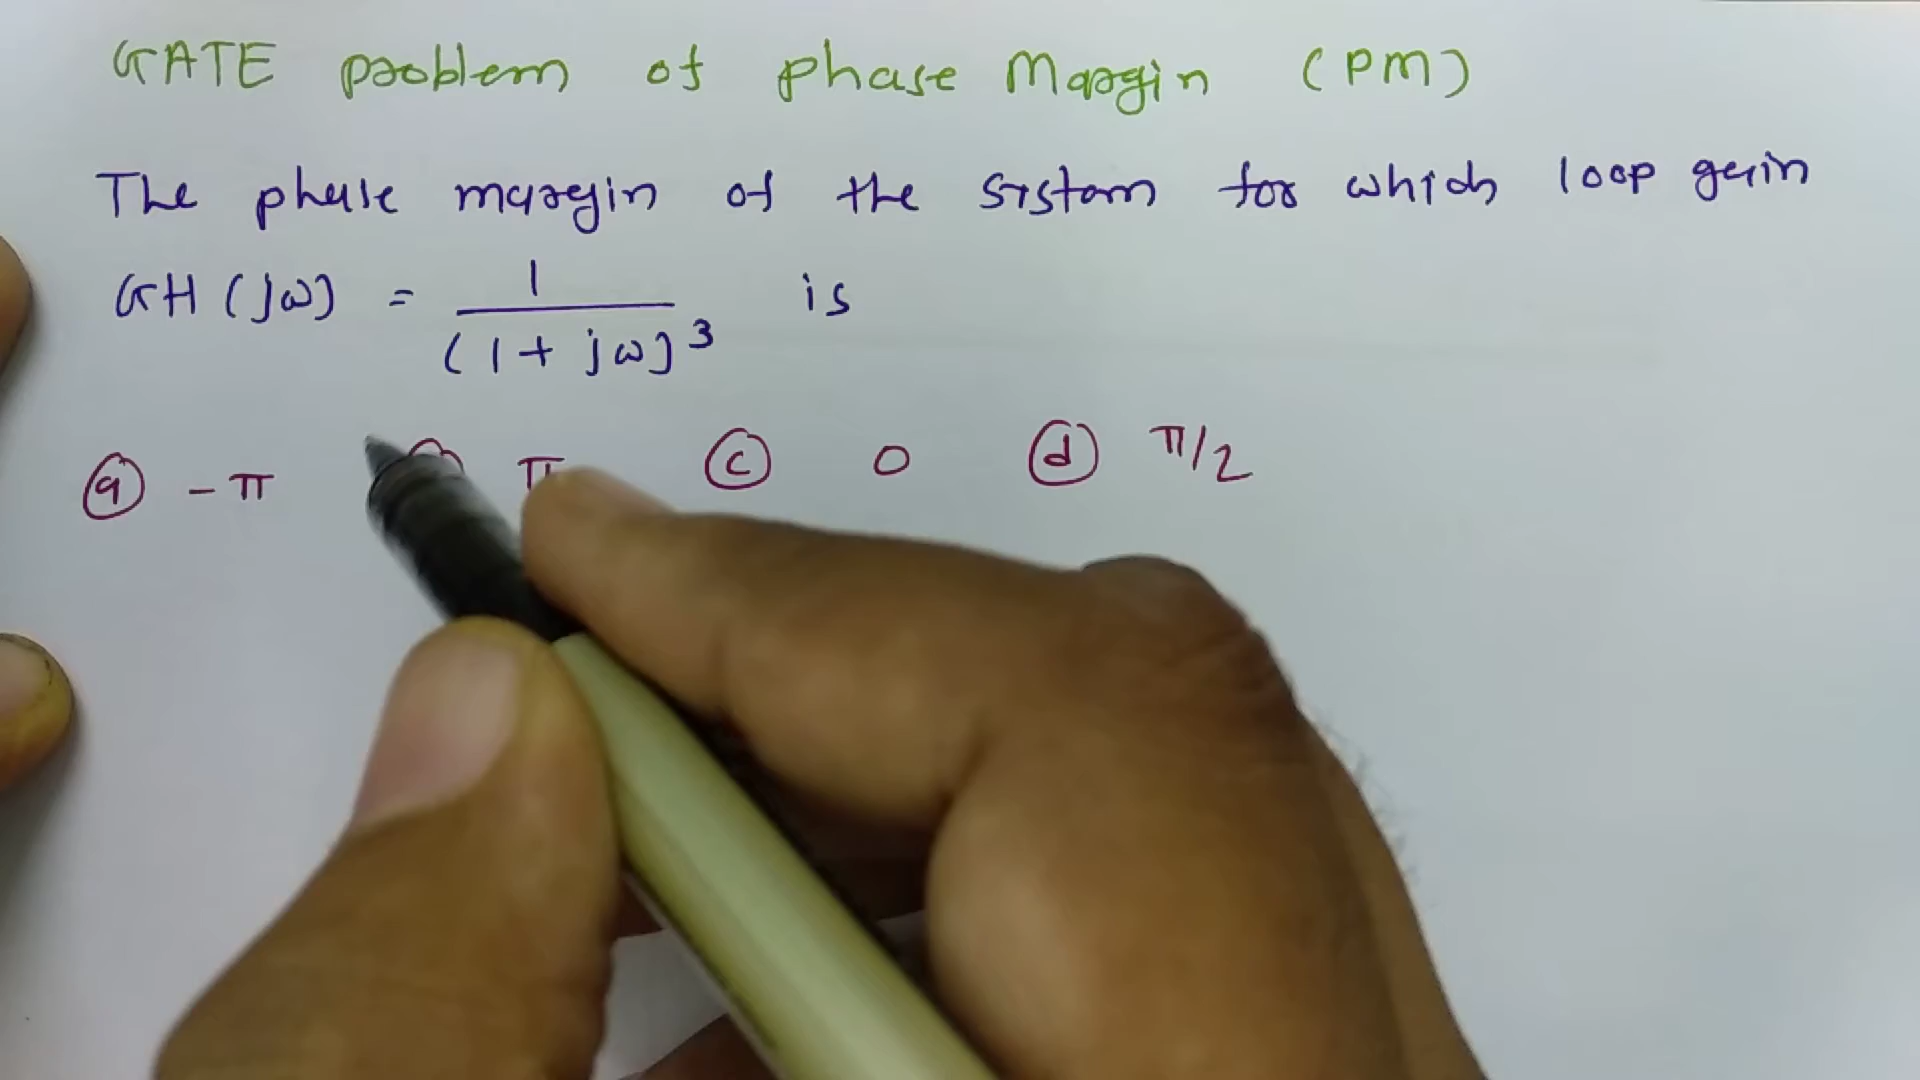 GATE problem of phase Margin (PM)
The phase margin of the sistam for which loop gain
GH(jω) = 1/(1+jω)³ is
ⓐ -π π ⓒ 0 ⓓ π/2